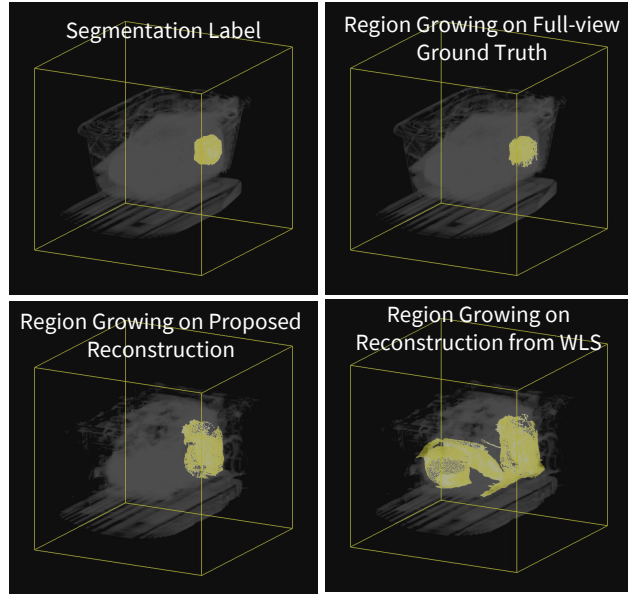 Segmentation Label
Region Growing on Full-view
Ground Truth
Region Growing on Proposed
Reconstruction
Region Growing on
Reconstruction from WLS